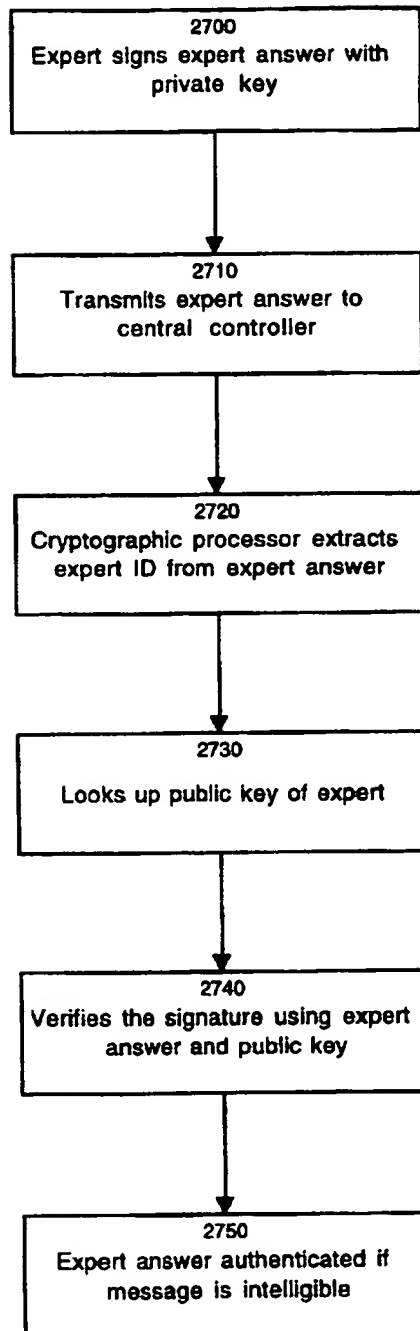 2700
Expert signs expert answer with
private key
2710
Transmits expert answer to
central controller
2720
Cryptographic processor extracts
expert ID from expert answer
2730
Looks up public key of expert
2740
Verifies the signature using expert
answer and public key
2750
Expert answer authenticated if
message is intelligible